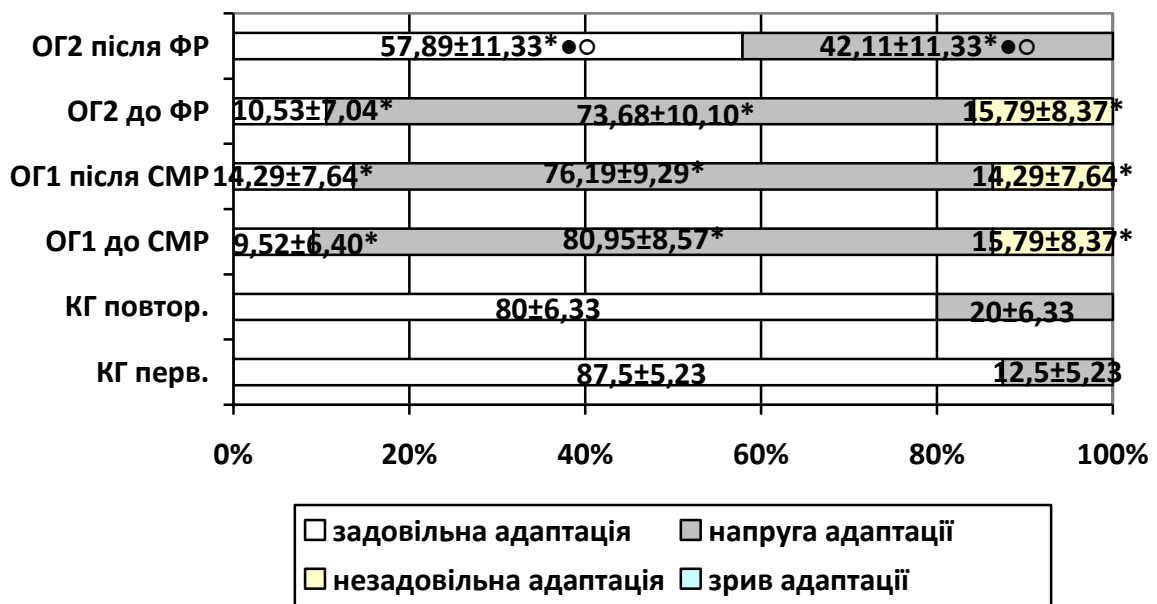 ОГ2 після ФР 57,89±11,33*●○ 42,11±11,33*●○
ОГ2 до ФР 10,53±7,04* 73,68±10,10* 15,79±8,37*
ОГ1 після СМР 14,29±7,64* 76,19±9,29* 14,29±7,64*
ОГ1 до СМР 9,52±6,40* 80,95±8,57* 15,79±8,37*
КГ повтор. 80±6,33 20±6,33
КГ перв. 87,5±5,23 12,5±5,23
0% 20% 40% 60% 80% 100%
задовільна адаптація напруга адаптації
незадовільна адаптація зрив адаптації